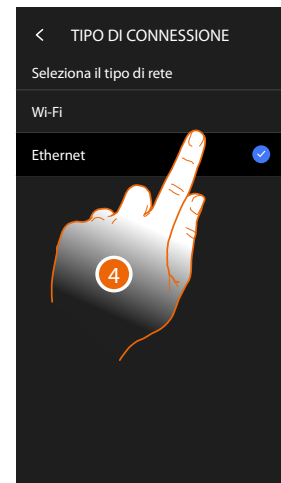 TIPO DI CONNESSIONE
Seleziona il tipo di rete
Wi-Fi
Ethernet
4